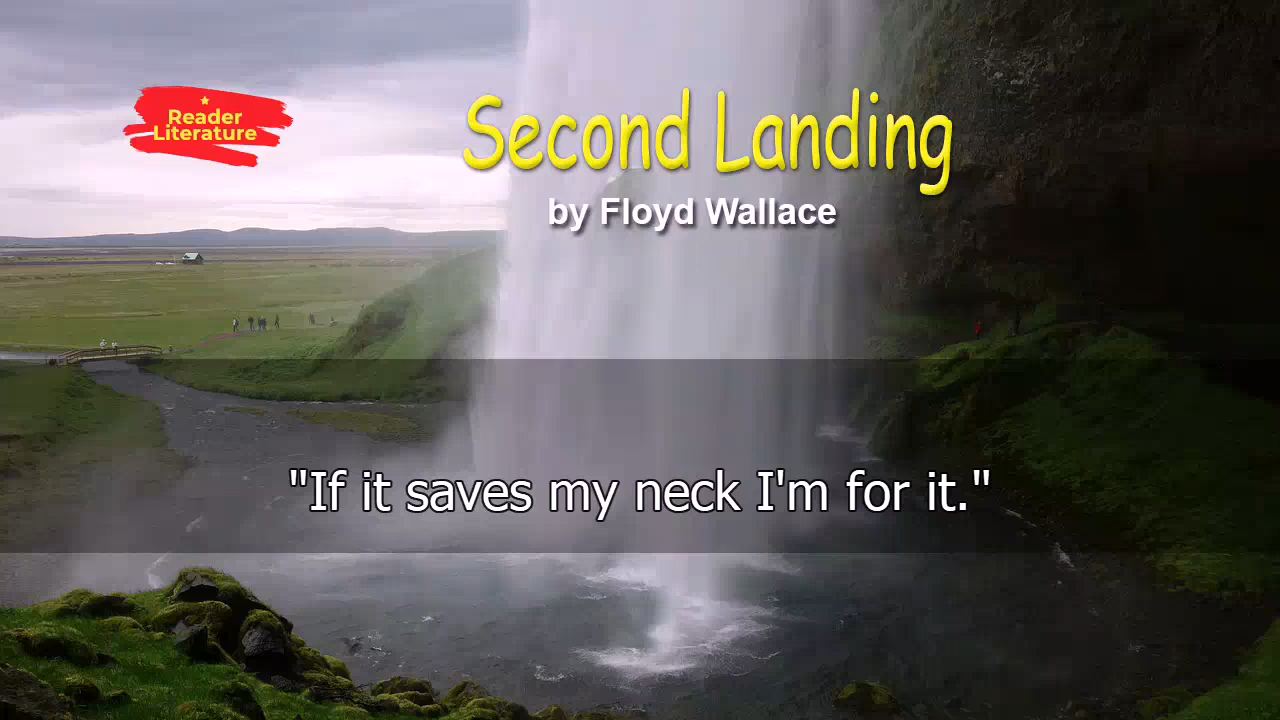 Reader
Literature
Second Landing
by Floyd Wallace
"If it saves my neck I'm for it."